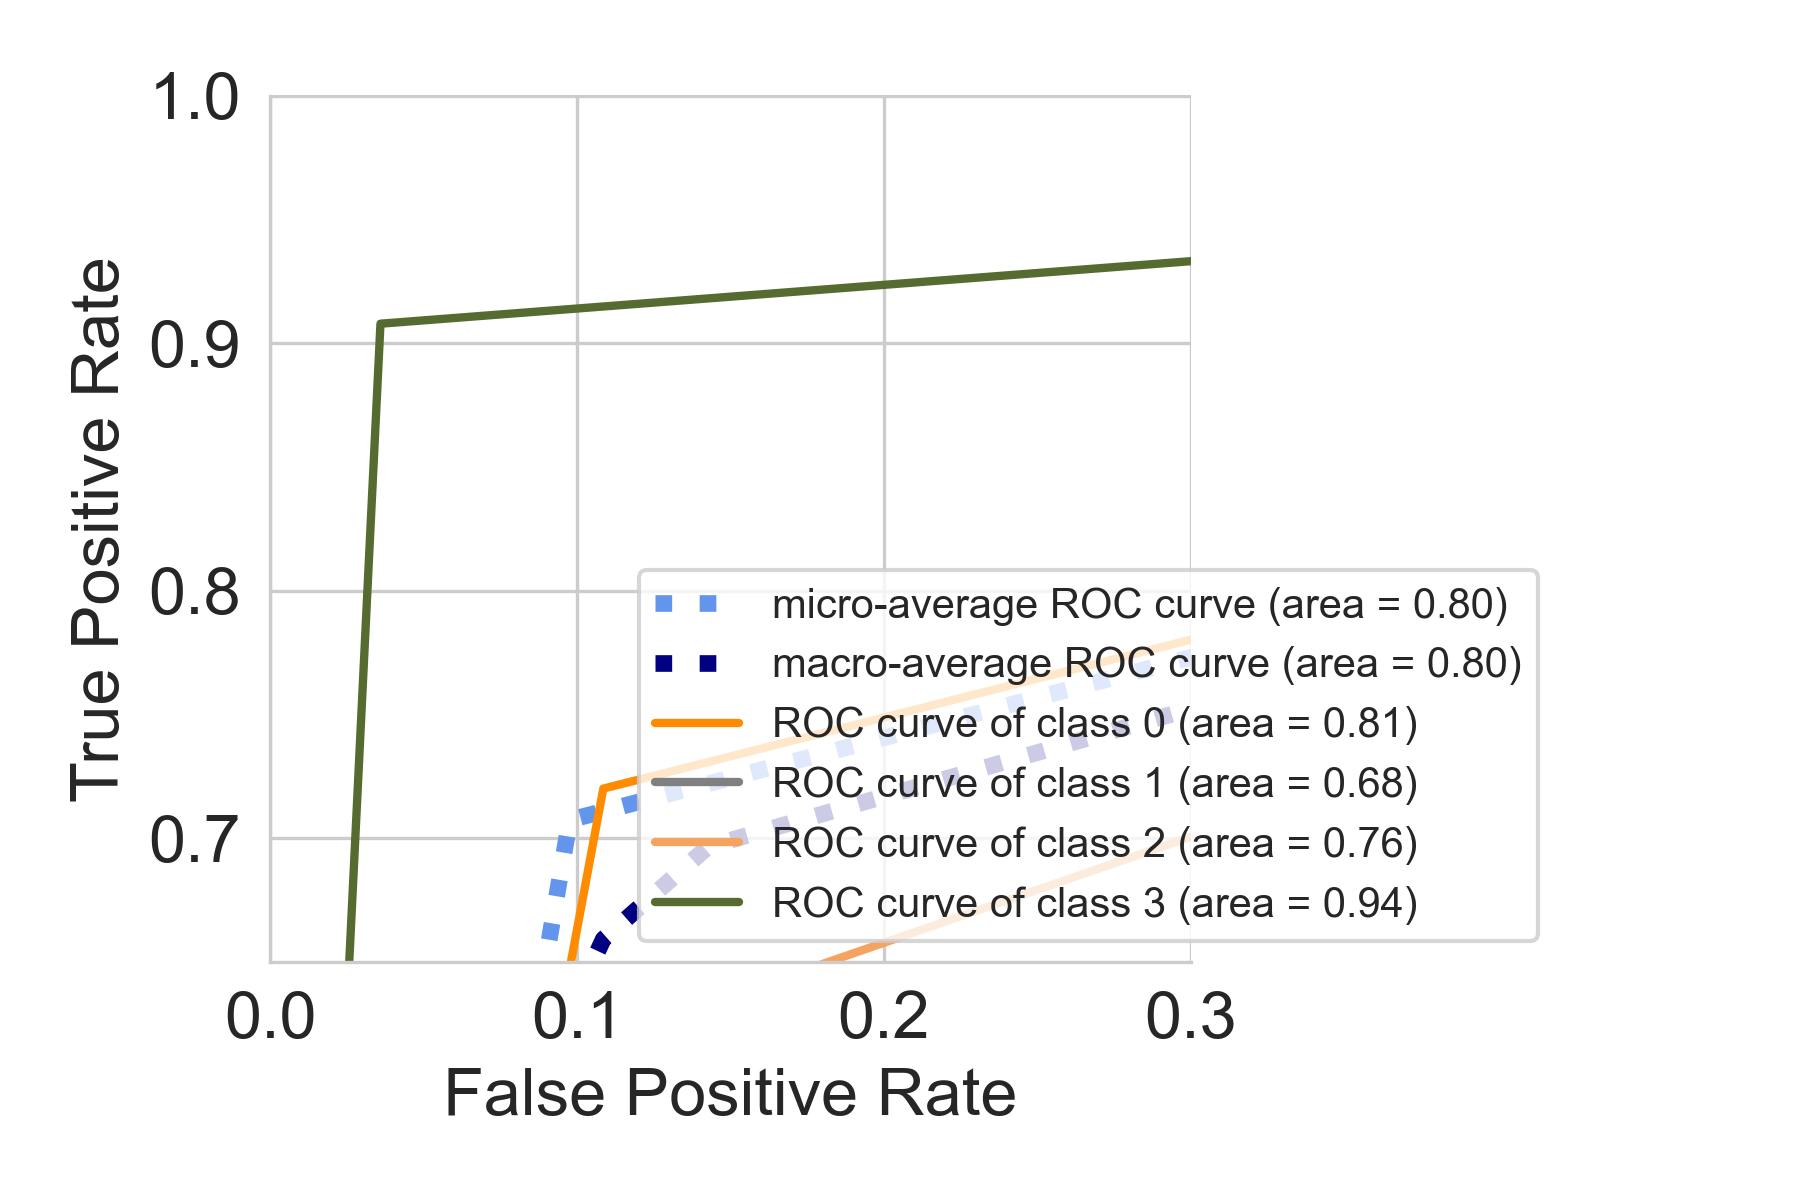 1.0
0.9
0.8
0.7
True Positive Rate
micro-average ROC curve (area = 0.80)
macro-average ROC curve (area = 0.80)
ROC curve of class 0 (area = 0.81)
ROC curve of class 1 (area = 0.68)
ROC curve of class 2 (area = 0.76)
ROC curve of class 3 (area = 0.94)
0.0 0.1 0.2 0.3
False Positive Rate